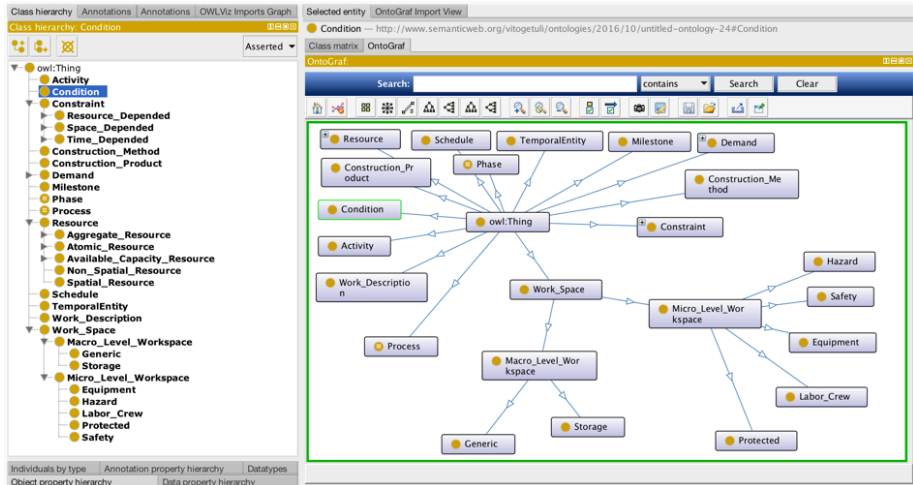 Class hierarchy Annotations Annotations OWLViz Imports Graph
Class hierarchy: Condition
Asserted
owl:Thing
Activity
Condition
Constraint
Resource_Depended
Space_Depended
Time_Depended
Construction_Method
Construction_Product
Demand
Milestone
Phase
Process
Resource
Aggregate_Resource
Atomic_Resource
Available_Capacity_Resource
Non_Spatial_Resource
Spatial_Resource
Schedule
TemporalEntity
Work_Description
Work_Space
Macro_Level_Workspace
Generic
Storage
Micro_Level_Workspace
Equipment
Hazard
Labor_Crew
Protected
Safety
Individuals by type Annotation property hierarchy Datatypes
Object property hierarchy Data property hierarchy
Selected entity OntoGraf Import View
Condition — http://www.semanticweb.org/vitogetuli/ontologies/2016/10/untitled-ontology-24#Condition
Class matrix OntoGraf
OntoGraf:
Search: contains Search Clear
Resource Schedule TemporalEntity Milestone Demand
Phase
Construction_Pr
oduct
Construction_Me
thod
Condition
owl:Thing
Constraint
Activity
Work_Descriptio
n
Work_Space
Hazard
Safety
Micro_Level_Wor
kspace
Process
Equipment
Macro_Level_Wor
kspace
Labor_Crew
Storage
Generic
Protected